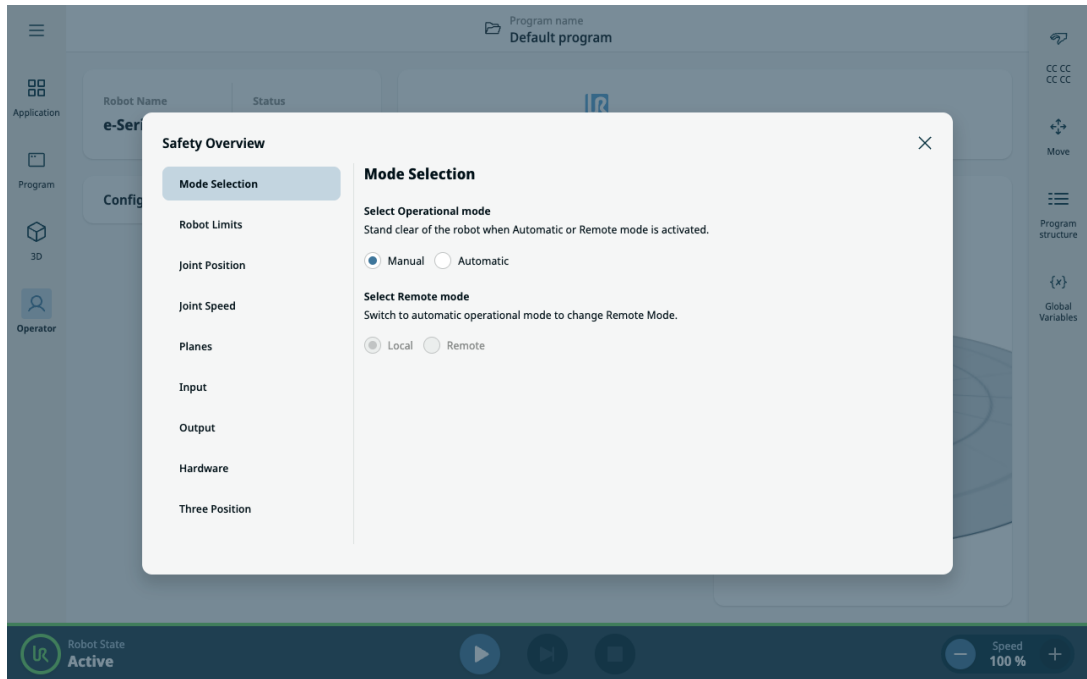 Program name
Default program
Application
Program
3D
Operator
Robot Name
Status
e-Seri
Config
Safety Overview
Mode Selection
Robot Limits
Joint Position
Joint Speed
Planes
Input
Output
Hardware
Three Position
Mode Selection
Select Operational mode
Stand clear of the robot when Automatic or Remote mode is activated.
Manual Automatic
Select Remote mode
Switch to automatic operational mode to change Remote Mode.
Local Remote
CC CC
CC CC
Move
Program
structure
{x}
Global
Variables
Robot State
Active
Speed
100 %